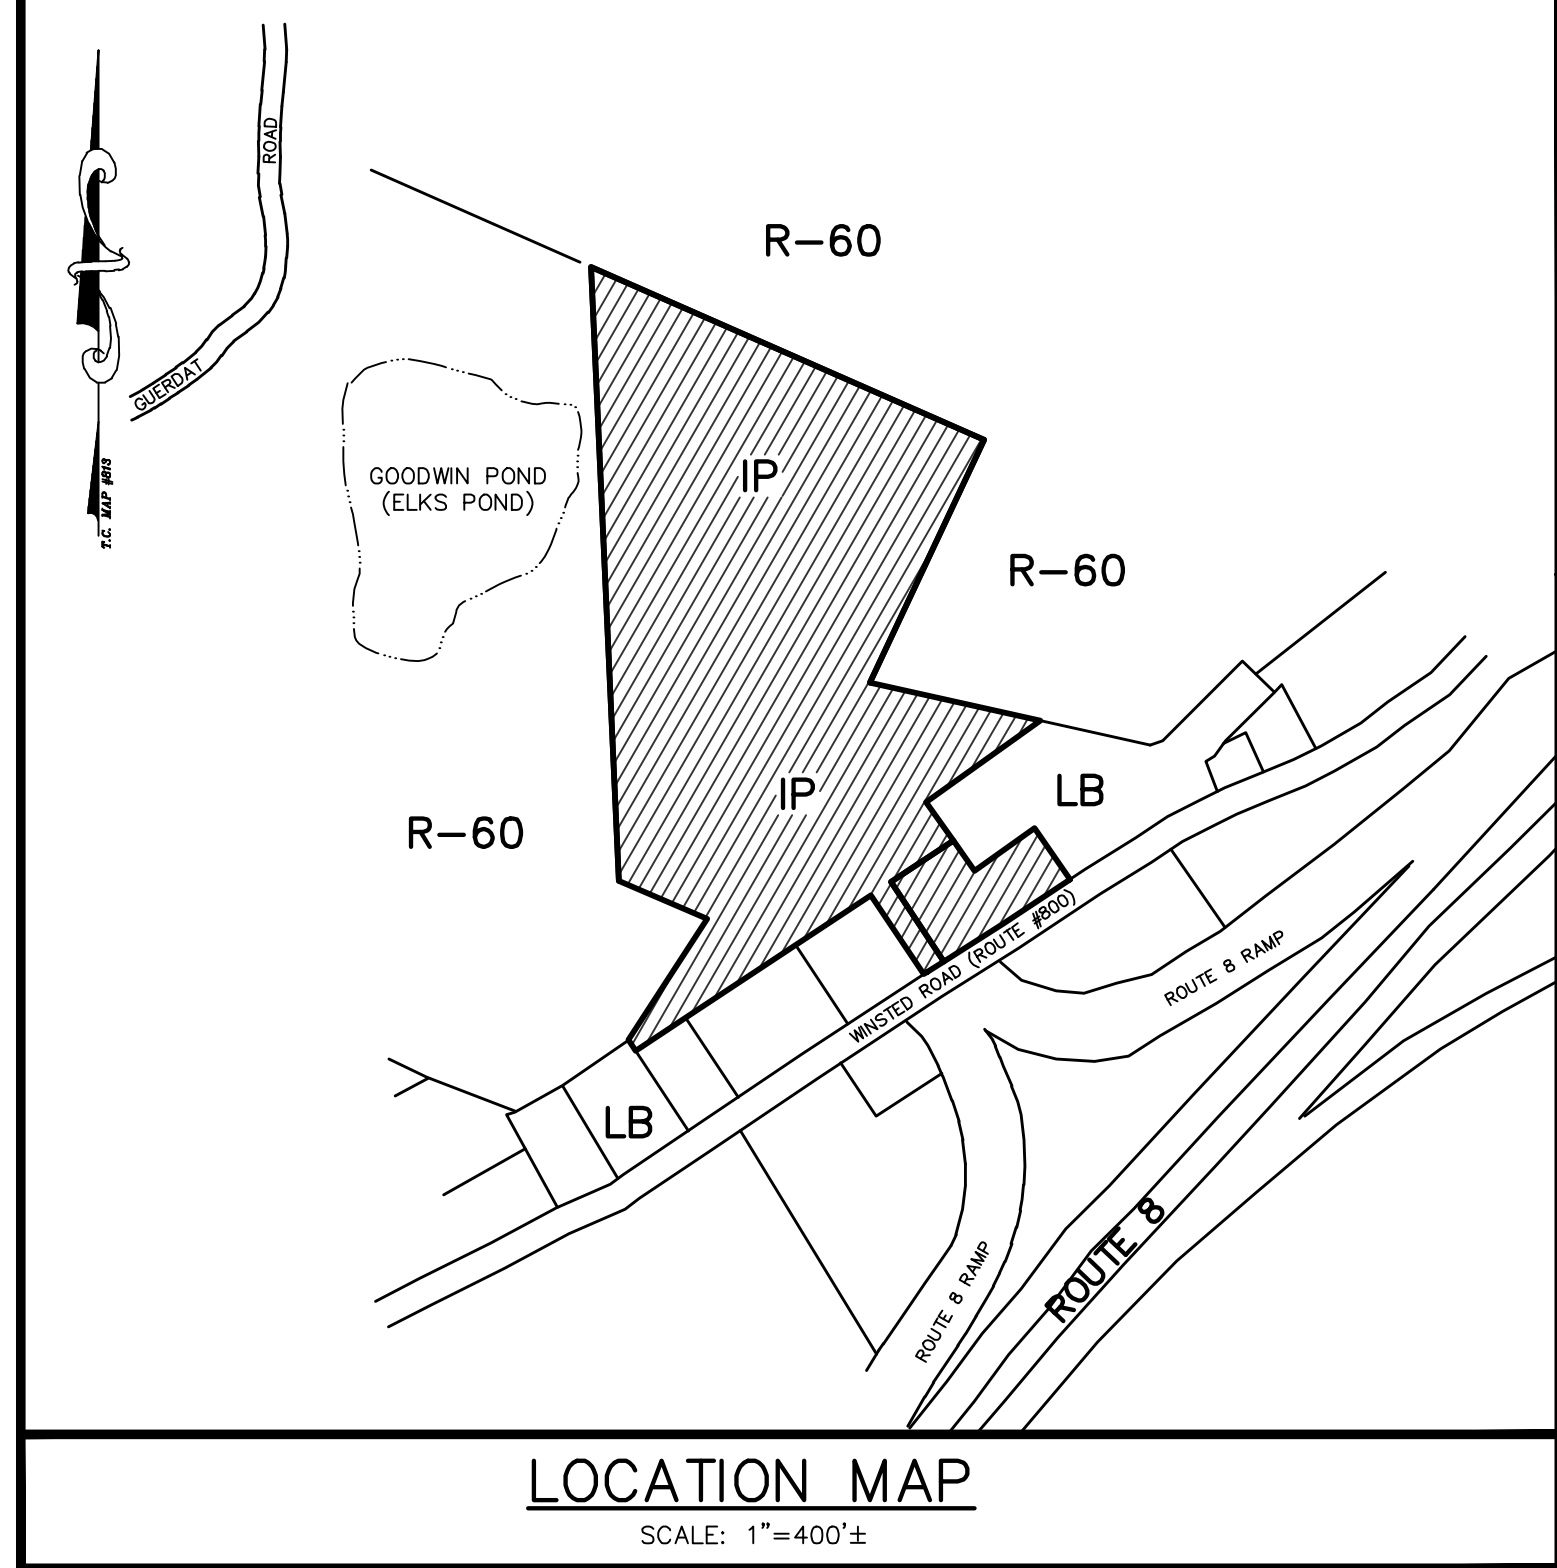 ROAD
GUERDAT
T.C. MAP #813
R-60
GOODWIN POND
(ELKS POND)
IP
R-60
IP
LB
R-60
WINSTED ROAD (ROUTE #800)
ROUTE 8 RAMP
LB
ROUTE 8 RAMP
ROUTE 8
LOCATION MAP
SCALE: 1"=400'±